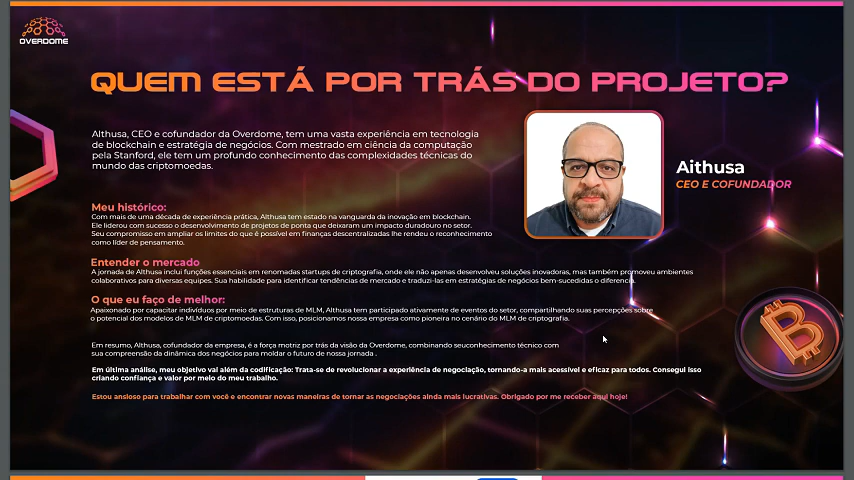 OVERDOME
QUEM ESTÁ POR TRÁS DO PROJETO?
Althusa, CEO e cofundador da Overdome, tem uma vasta experiência em tecnologia
de blockchain e estratégia de negócios. Com mestrado em ciência da computação
pela Stanford, ele tem um profundo conhecimento das complexidades técnicas do
mundo das criptomoedas.
Aithusa
CEO E COFUNDADOR
Meu histórico:
Com mais de uma década de experiência prática, Althusa tem estado na vanguarda da inovação em blockchain.
Ele liderou com sucesso o desenvolvimento de projetos de ponta que deixaram um impacto duradouro no setor.
Seu compromisso em ampliar os limites do que é possível em finanças descentralizadas lhe rendeu o reconhecimento
como líder de pensamento.
Entender o mercado
A jornada de Althusa inclui funções essenciais em renomadas startups de criptografia, onde ele não apenas desenvolveu soluções inovadoras, mas também promoveu ambientes
colaborativos para diversas equipes. Sua habilidade para identificar tendências de mercado e traduzi-las em estratégias de negócios bem-sucedidas o diferencia.
O que eu faço de melhor:
Apaixonado por capacitar indivíduos por meio de estruturas de MLM, Althusa tem participado ativamente de eventos do setor, compartilhando suas percepções sobre
o potencial dos modelos de MLM de criptomoedas. Com isso, posicionamos nossa empresa como pioneira no cenário do MLM de criptografia.
Em resumo, Althusa, cofundador da empresa, é a força motriz por trás da visão da Overdome, combinando seuconhecimento técnico com
sua compreensão da dinâmica dos negócios para moldar o futuro de nossa jornada .
Em última análise, meu objetivo vai além da codificação: Trata-se de revolucionar a experiência de negociação, tornando-a mais acessível e eficaz para todos. Consegui isso
criando confiança e valor por meio do meu trabalho.
Estou ansioso para trabalhar com você e encontrar novas maneiras de tornar as negociações ainda mais lucrativas. Obrigado por me receber aqui hoje!